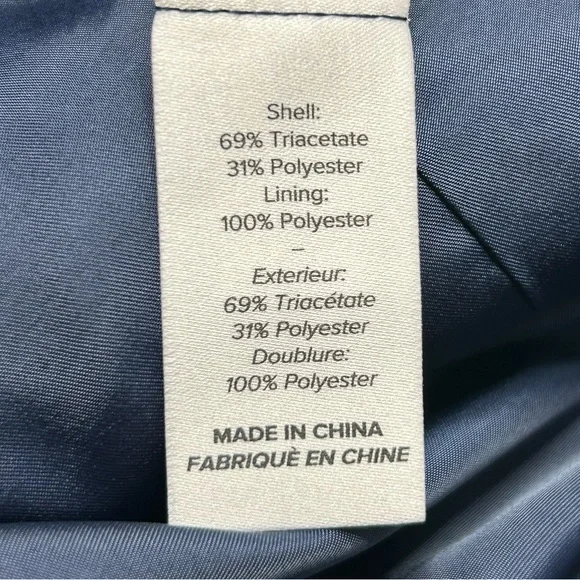 Shell:
69% Triacetate
31% Polyester
Lining:
100% Polyester
–
Exterieur:
69% Triacétate
31% Polyester
Doublure:
100% Polyester
MADE IN CHINA
FABRIQUÈ EN CHINE